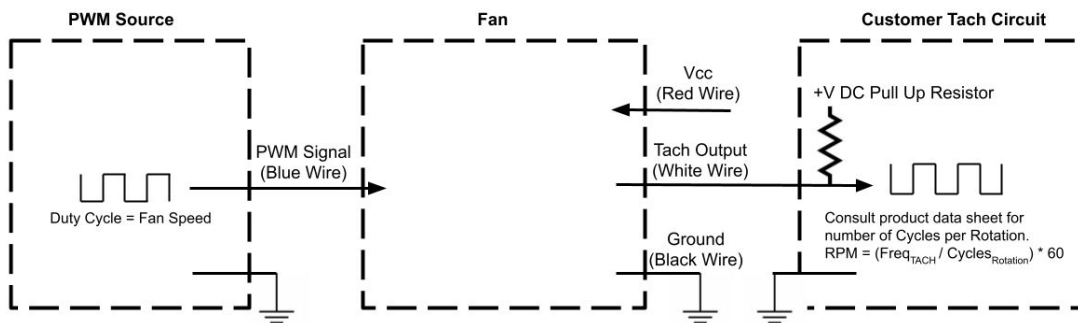 PWM Source
Fan
Customer Tach Circuit
Vcc
(Red Wire)
+V DC Pull Up Resistor
PWM Signal
(Blue Wire)
Tach Output
(White Wire)
Duty Cycle = Fan Speed
Consult product data sheet for
number of Cycles per Rotation.
RPM = (FreqTACH / CyclesRotation) * 60
Ground
(Black Wire)